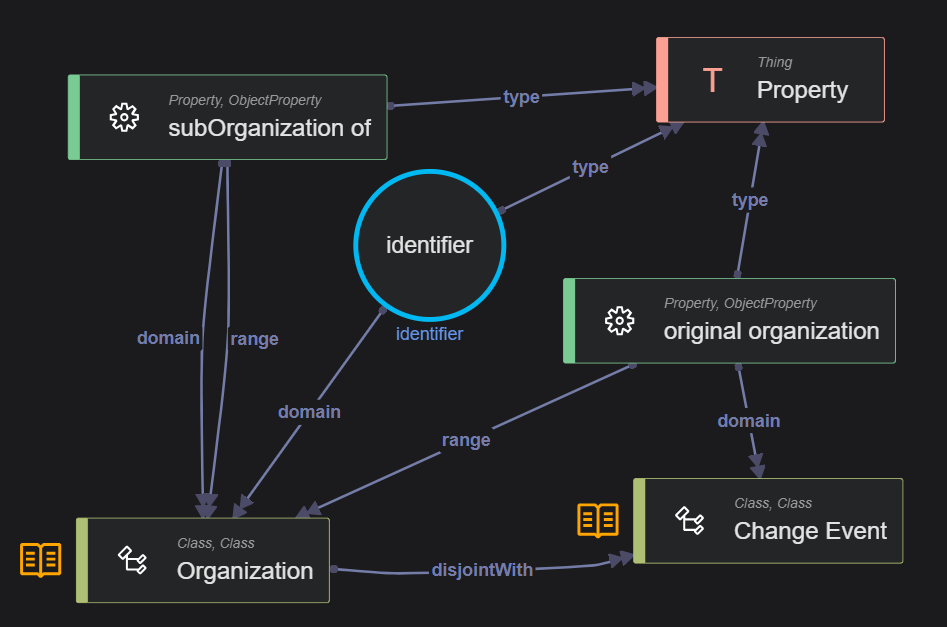 Thing
Property
Property, ObjectProperty
subOrganization of
type
type
type
identifier
identifier
Property, ObjectProperty
original organization
domain
range
domain
domain
range
Class, Class
Change Event
Class, Class
Organization
disjointWith
T